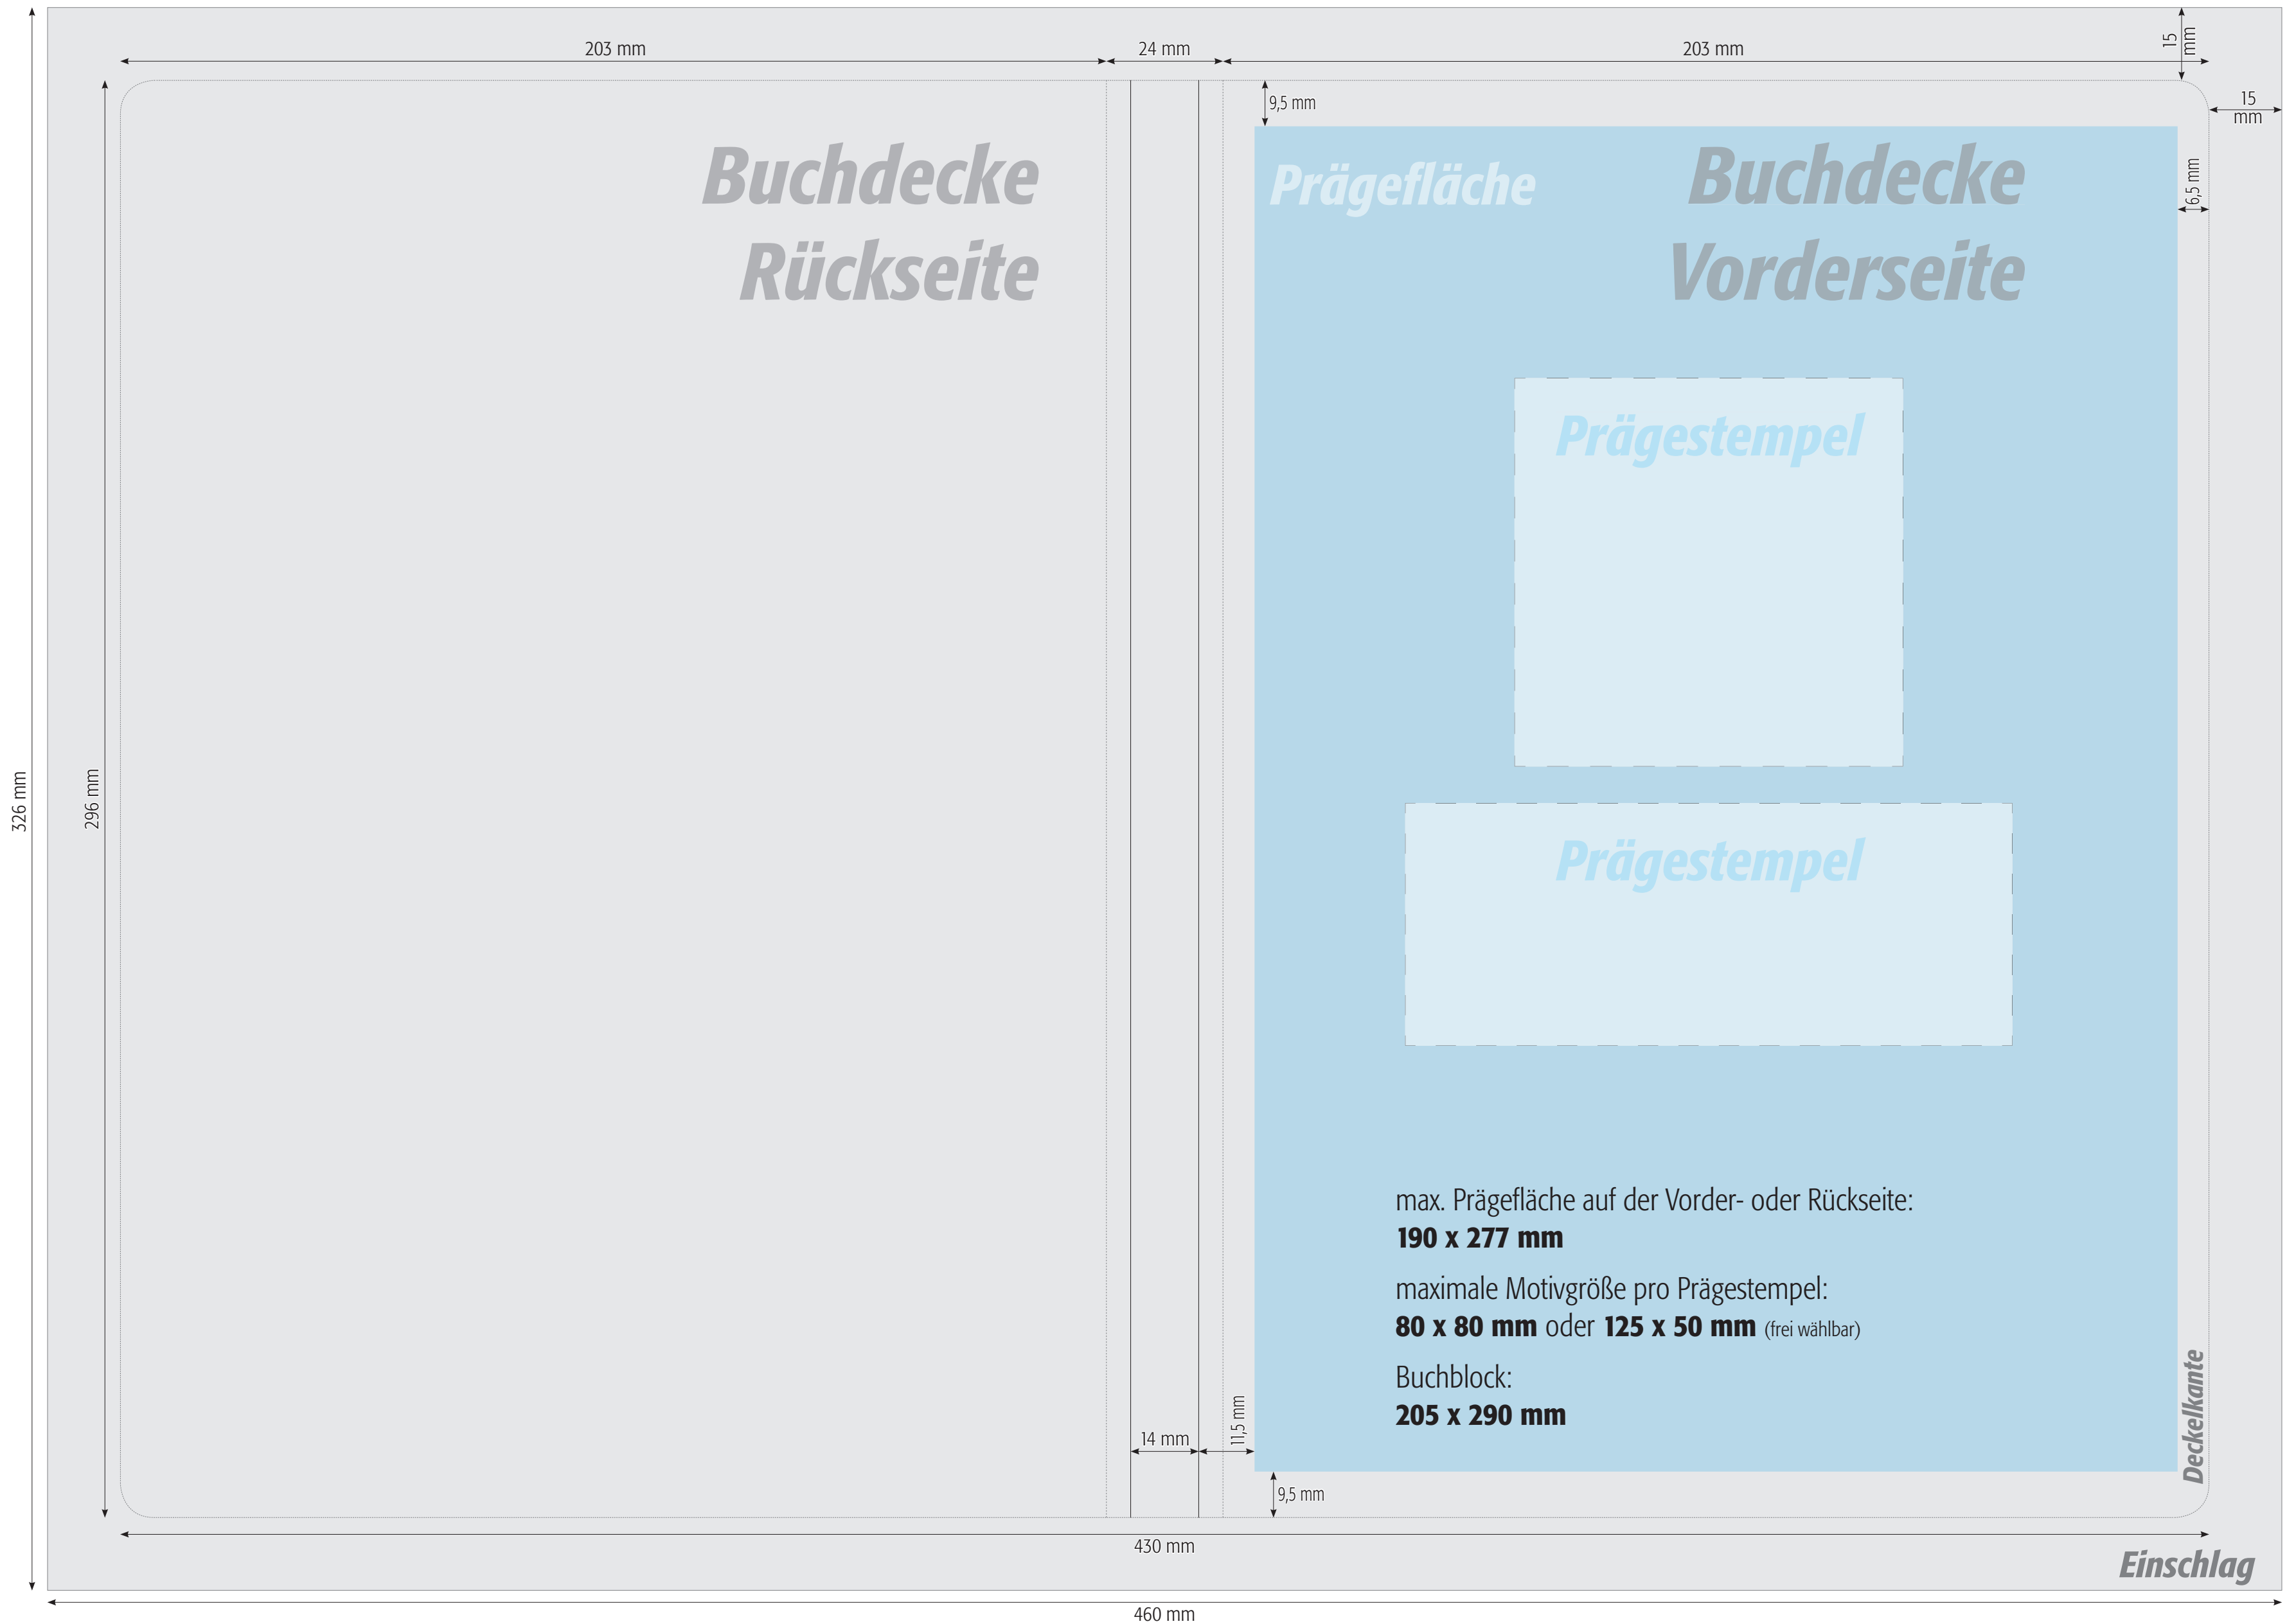 203 mm
24 mm
203 mm
15
mm
9,5 mm
15
mm
Buchdecke
Rückseite
Prägefläche
Buchdecke
Vorderseite
6,5 mm
Prägestempel
326 mm
296 mm
Prägestempel
max. Prägefläche auf der Vorder- oder Rückseite:
190 x 277 mm
maximale Motivgröße pro Prägestempel:
80 x 80 mm oder 125 x 50 mm (frei wählbar)
Buchblock:
205 x 290 mm
Deckelkante
14 mm
11,5 mm
9,5 mm
430 mm
Einschlag
460 mm